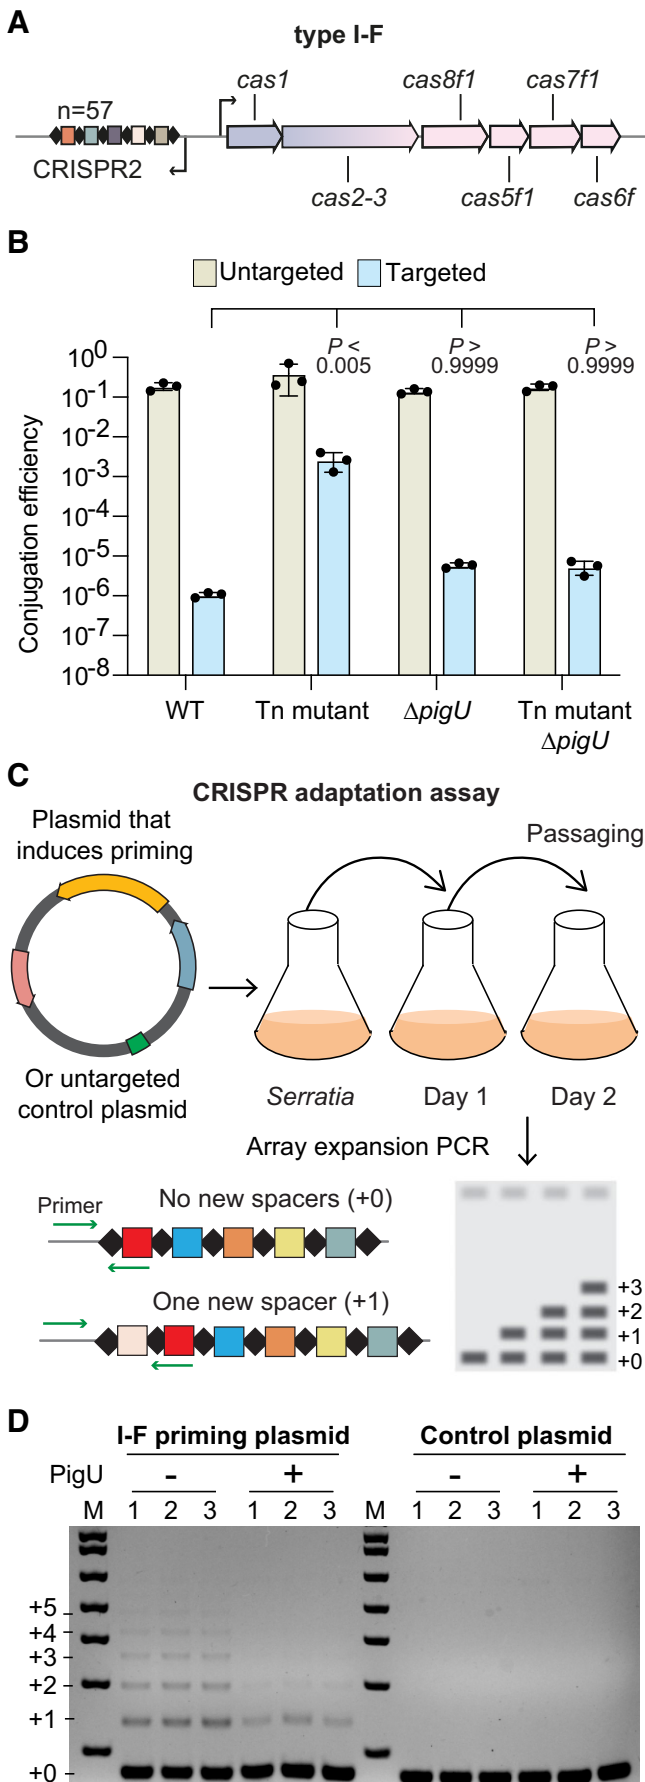 A
type I-F
cas1
cas8f1
cas7f1
n=57
CRISPR2
cas2-3
cas5f1
cas6f
B
Untargeted
Targeted
P <
0.005
P >
0.9999
P >
0.9999
Conjugation efficiency
10^0
10^-1
10^-2
10^-3
10^-4
10^-5
10^-6
10^-7
10^-8
WT
Tn mutant
ΔpigU
Tn mutant
ΔpigU
C
CRISPR adaptation assay
Plasmid that
induces priming
Passaging
Or untargeted
control plasmid
Serratia
Day 1
Day 2
Array expansion PCR
Primer
No new spacers (+0)
One new spacer (+1)
+3
+2
+1
+0
D
I-F priming plasmid
Control plasmid
PigU - + - +
M 1 2 3 1 2 3 M 1 2 3 1 2 3
+5
+4
+3
+2
+1
+0